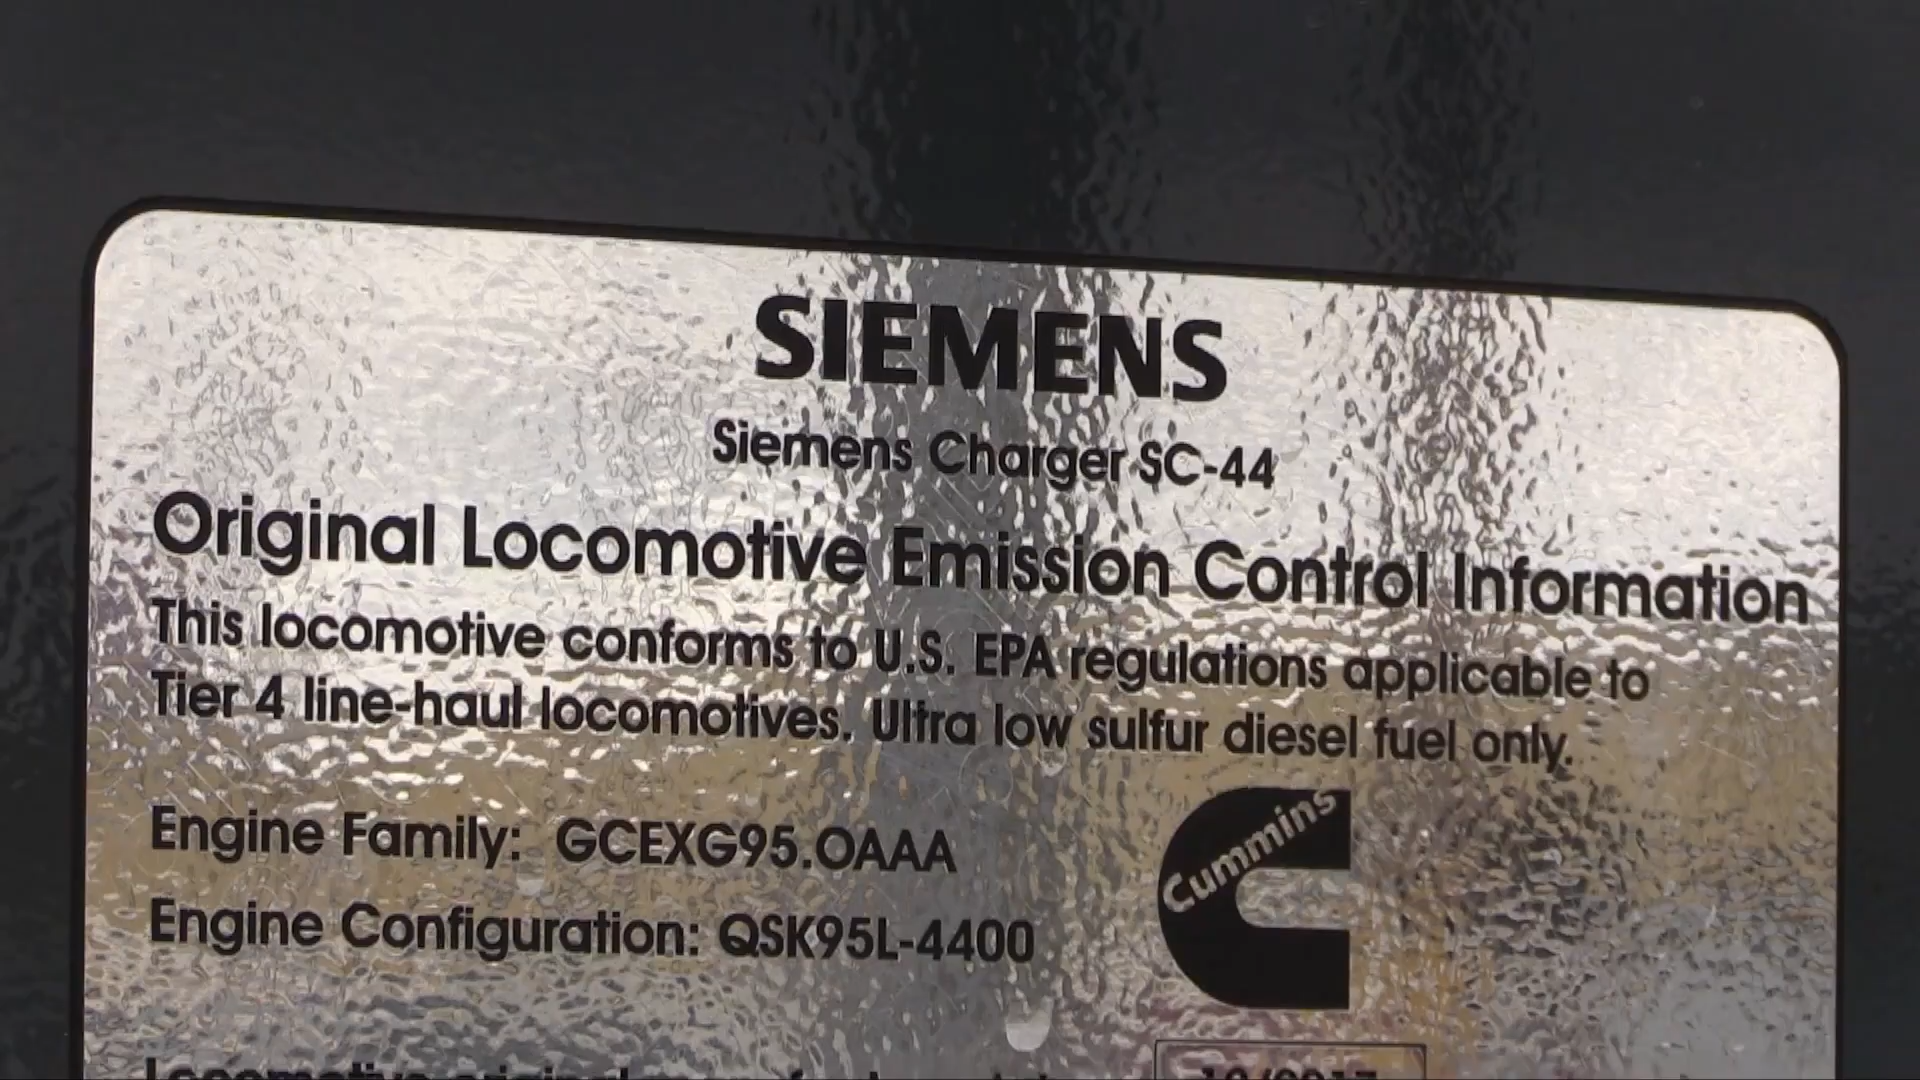 SIEMENS
Siemens Charger SC-44
Original Locomotive Emission Control Information
This locomotive conforms to U.S. EPA regulations applicable to
Tier 4 line-haul locomotives. Ultra low sulfur diesel fuel only.
Cummins
Engine Family: GCEXG95.OAAA
Engine Configuration: QSK95L-4400